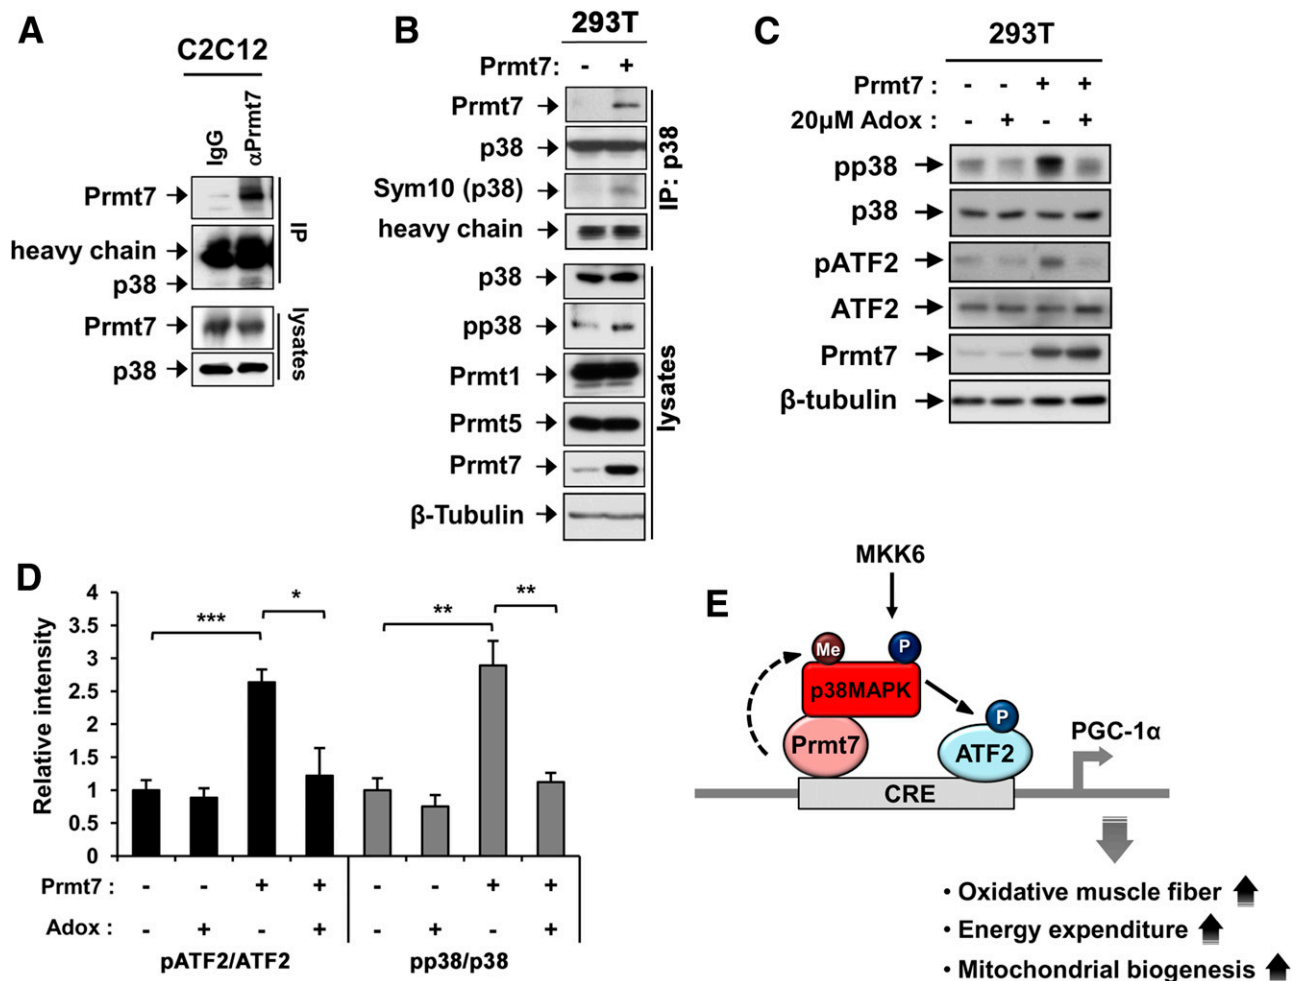 A
C2C12
IgG
αPrmt7
Prmt7
heavy chain
p38
IP
Prmt7
p38
lysates
B
293T
Prmt7: - +
Prmt7
p38
Sym10 (p38)
heavy chain
IP: p38
p38
pp38
Prmt1
Prmt5
Prmt7
β-Tubulin
lysates
C
293T
Prmt7 : - - + +
20μM Adox : - + - +
pp38
p38
pATF2
ATF2
Prmt7
β-tubulin
D
Relative intensity
4
3.5
3
2.5
2
1.5
1
0.5
0
*** * ** **
Prmt7 : - - + + - - + +
Adox : - + - + - + - +
pATF2/ATF2 pp38/p38
E
MKK6
Me P
p38MAPK
P
Prmt7 ATF2 PGC-1α
CRE
• Oxidative muscle fiber
• Energy expenditure
• Mitochondrial biogenesis